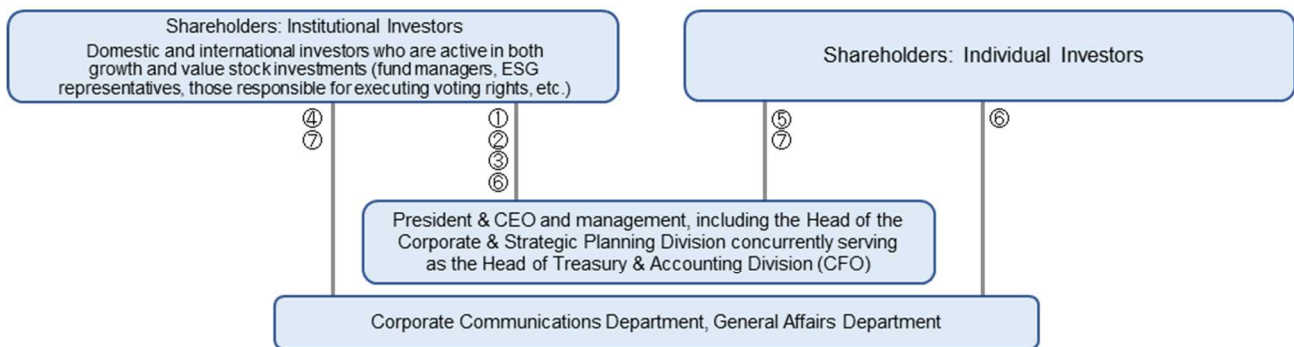 Shareholders: Institutional Investors
Domestic and international investors who are active in both
growth and value stock investments (fund managers, ESG
representatives, those responsible for executing voting rights, etc.)
Shareholders: Individual Investors
④
⑦
①
②
③
⑥
⑤
⑦
⑥
President & CEO and management, including the Head of the
Corporate & Strategic Planning Division concurrently serving
as the Head of Treasury & Accounting Division (CFO)
Corporate Communications Department, General Affairs Department